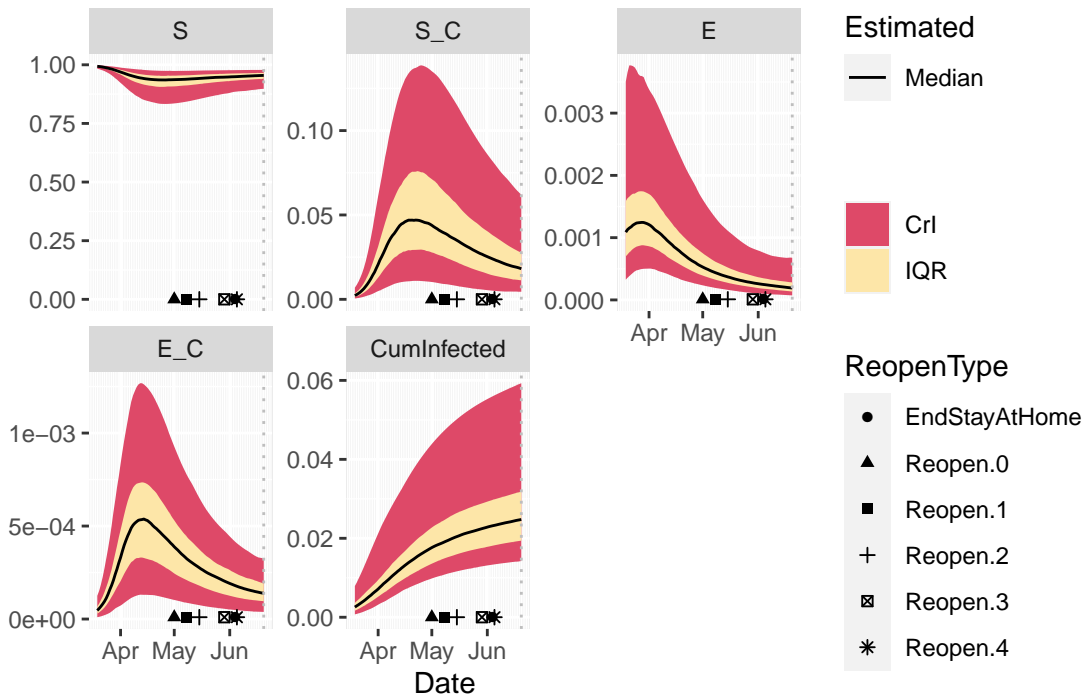 S
S_C
E
1.00
0.75
0.50
0.25
0.00
0.10
0.05
0.00
0.003
0.002
0.001
0.000
Apr May Jun
E_C
CumInfected
1e−03
5e−04
0e+00
0.06
0.04
0.02
0.00
Apr May Jun
Apr May Jun
Date
Estimated
Median
CrI
IQR
ReopenType
EndStayAtHome
Reopen.0
Reopen.1
Reopen.2
Reopen.3
Reopen.4